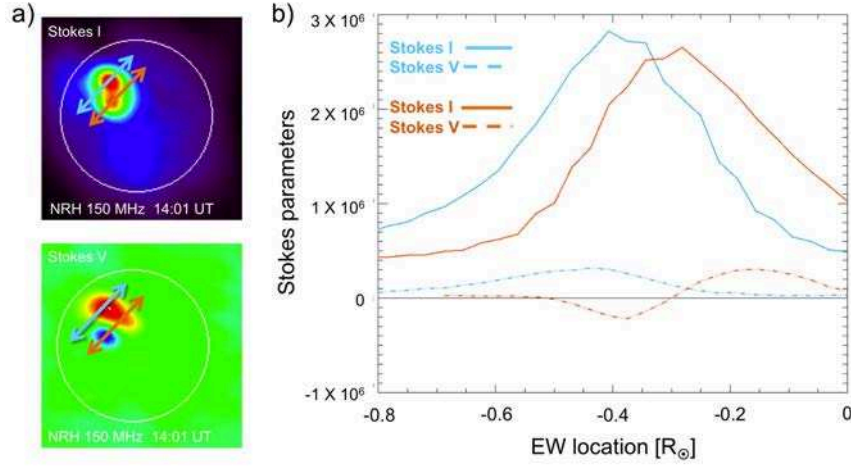 a)
Stokes I
NRH 150 MHz 14:01 UT
Stokes V
NRH 150 MHz 14:01 UT
b)
Stokes parameters
3 X 10⁶
2 X 10⁶
1 X 10⁶
0
-1 X 10⁶
Stokes I
Stokes V
Stokes I
Stokes V
-0.8
-0.6
-0.4
-0.2
0
EW location [R☉]